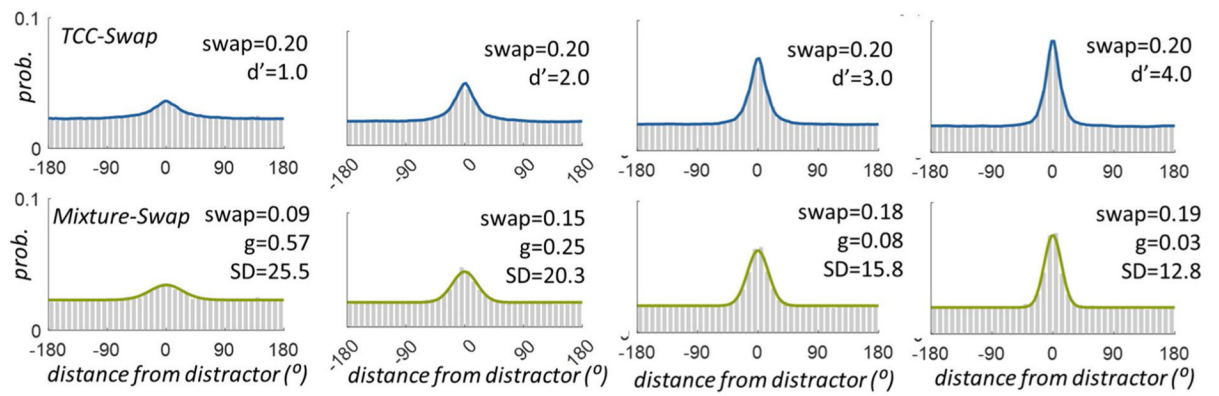 0.1
TCC-Swap
prob.
swap=0.20
d’=1.0
0
-180 -90 0 90 180
swap=0.20
d’=2.0
-180 -90 0 90 180
swap=0.20
d’=3.0
-180 -90 0 90 180
swap=0.20
d’=4.0
-180 -90 0 90 180
0.1
Mixture-Swap
prob.
swap=0.09
g=0.57
SD=25.5
0
-180 -90 0 90 180
distance from distractor (⁰)
swap=0.15
g=0.25
SD=20.3
-180 -90 0 90 180
distance from distractor (⁰)
swap=0.18
g=0.08
SD=15.8
-180 -90 0 90 180
distance from distractor (⁰)
swap=0.19
g=0.03
SD=12.8
-180 -90 0 90 180
distance from distractor (⁰)